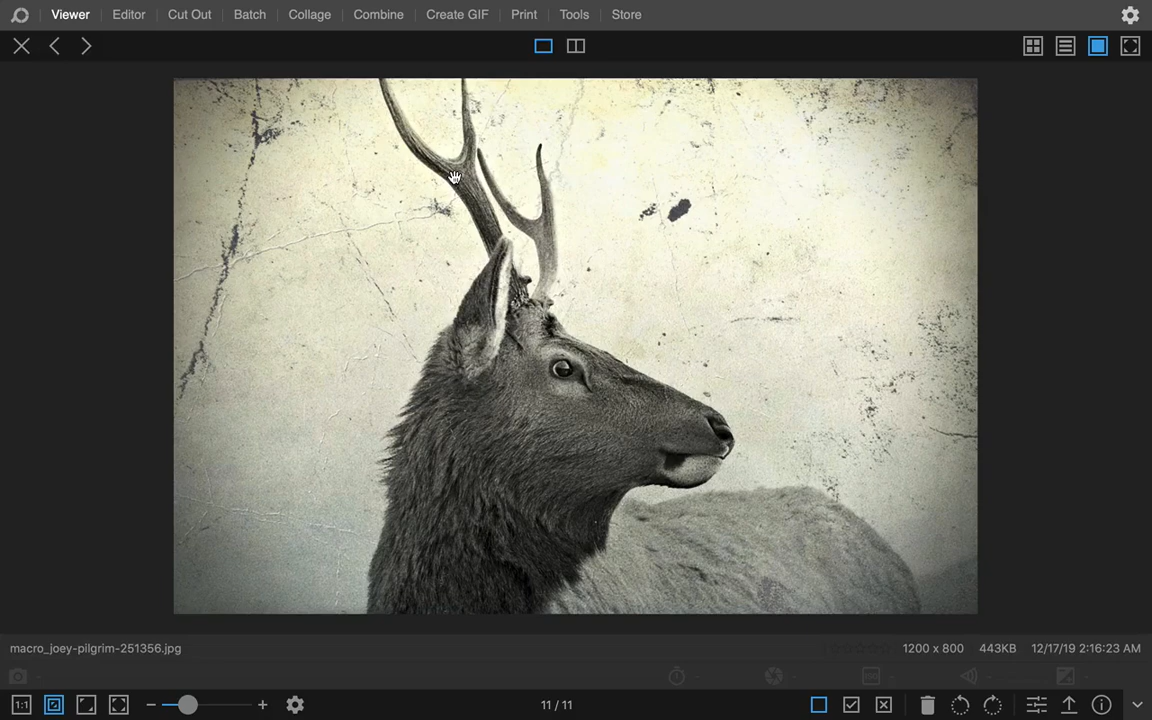 Viewer Editor Cut Out Batch Collage Combine Create GIF Print Tools Store
macro_joey-pilgrim-251356.jpg 1200 x 800 443KB 12/17/19 2:16:23 AM
1:1 11 / 11